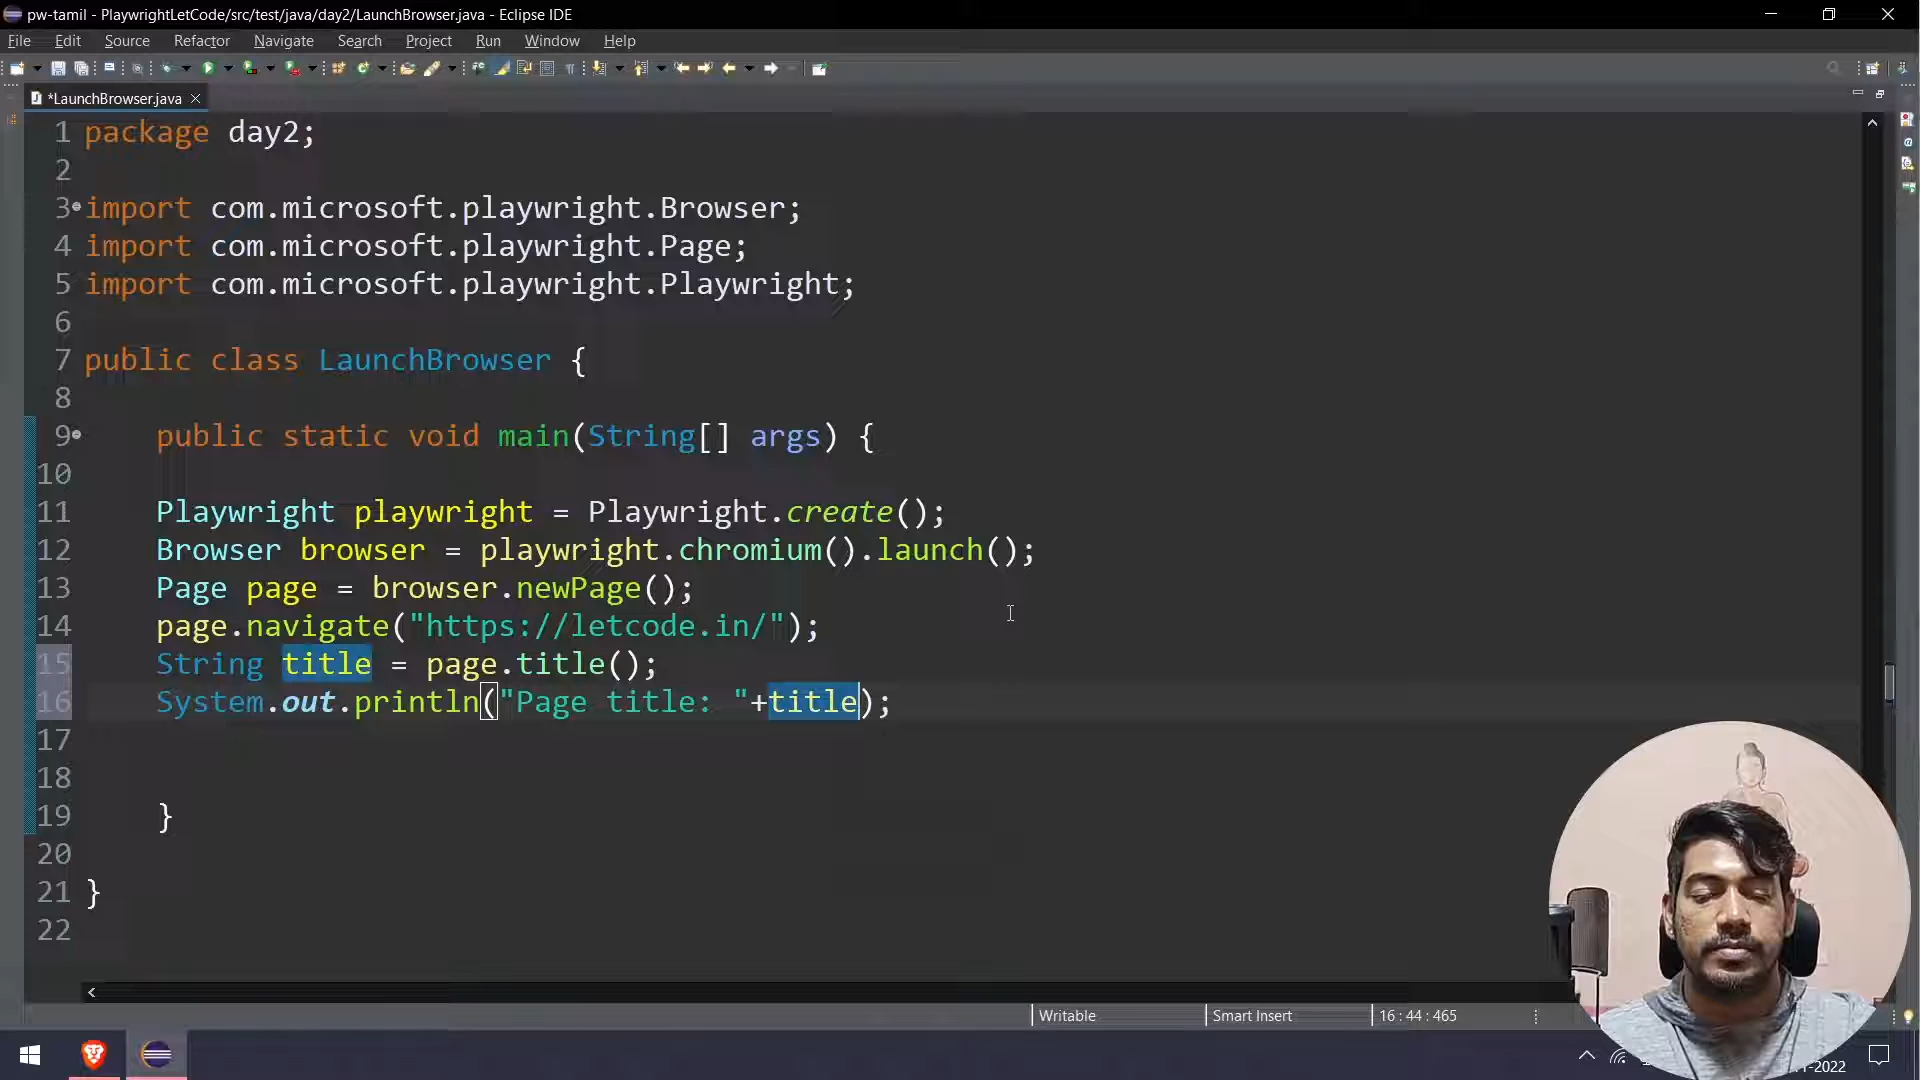 pw-tamil - PlaywrightLetCode/src/test/java/day2/LaunchBrowser.java - Eclipse IDE
File Edit Source Refactor Navigate Search Project Run Window Help
*LaunchBrowser.java
1 package day2;
2
3 import com.microsoft.playwright.Browser;
4 import com.microsoft.playwright.Page;
5 import com.microsoft.playwright.Playwright;
6
7 public class LaunchBrowser {
8
9 public static void main(String[] args) {
10
11 Playwright playwright = Playwright.create();
12 Browser browser = playwright.chromium().launch();
13 Page page = browser.newPage();
14 page.navigate("https://letcode.in/");
15 String title = page.title();
16 System.out.println("Page title: "+title);
17
18
19 }
20
21 }
22
Writable Smart Insert 16 : 44 : 465
-2022